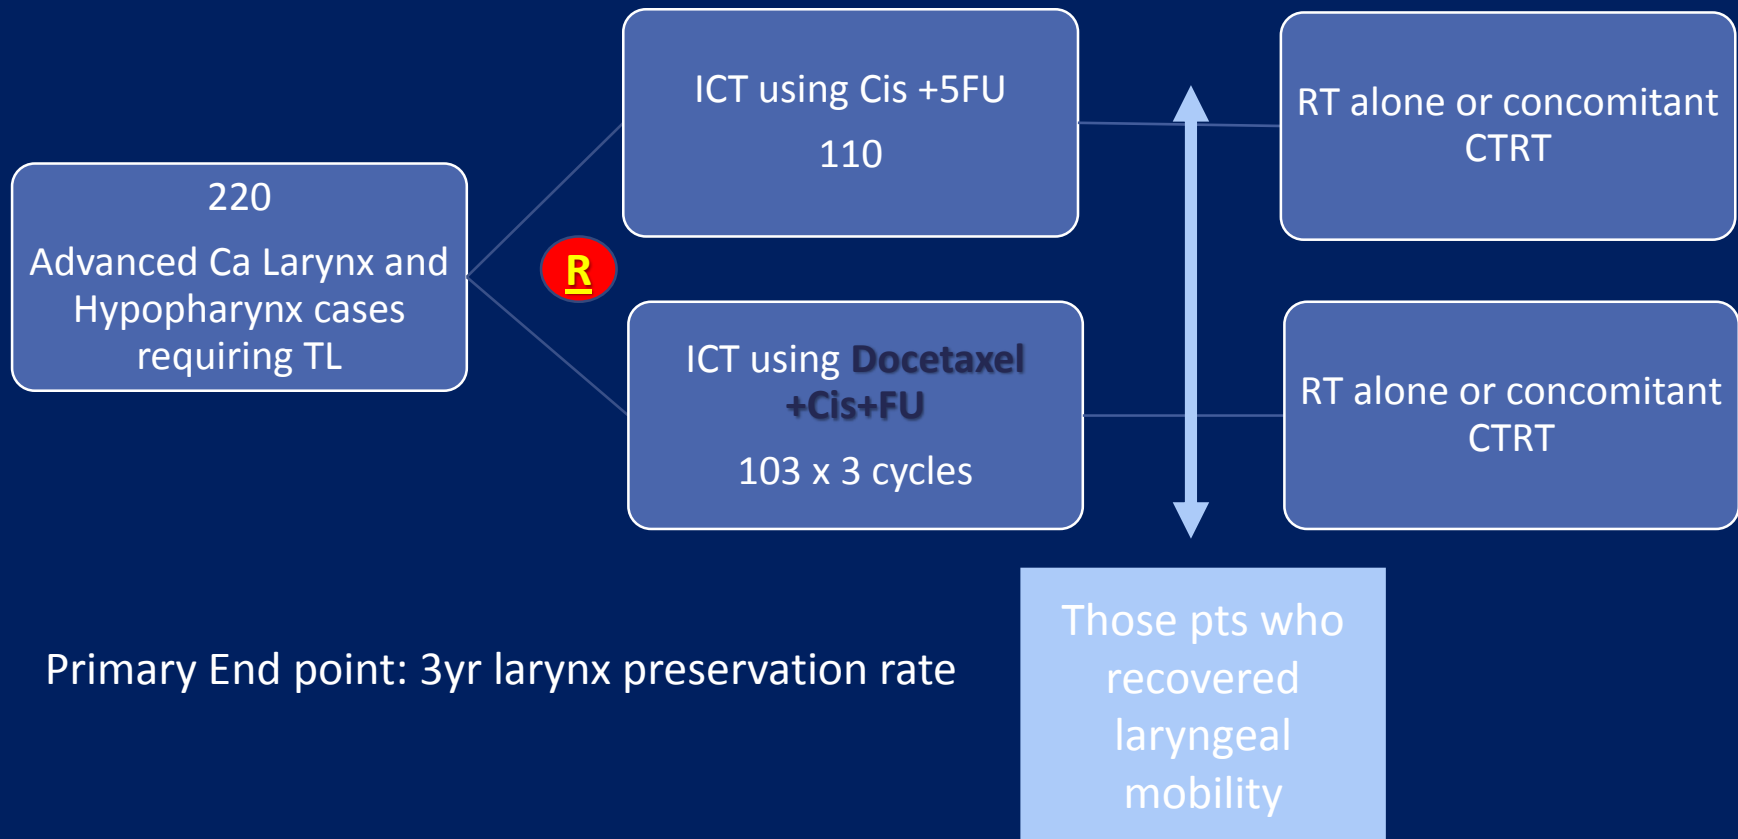 220
Advanced Ca Larynx and
Hypopharynx cases
requiring TL
R
ICT using Cis +5FU
110
ICT using Docetaxel
+Cis+FU
103 x 3 cycles
RT alone or concomitant
CTRT
RT alone or concomitant
CTRT
Those pts who
recovered
laryngeal
mobility
Primary End point: 3yr larynx preservation rate